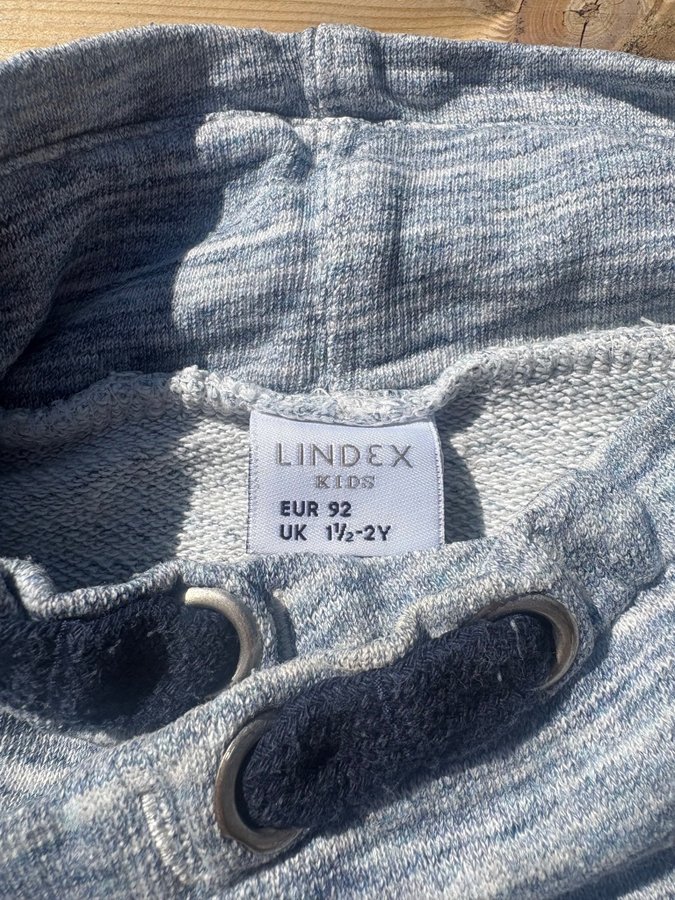 LINDEX
KIDS
EUR 92
UK 1½-2Y